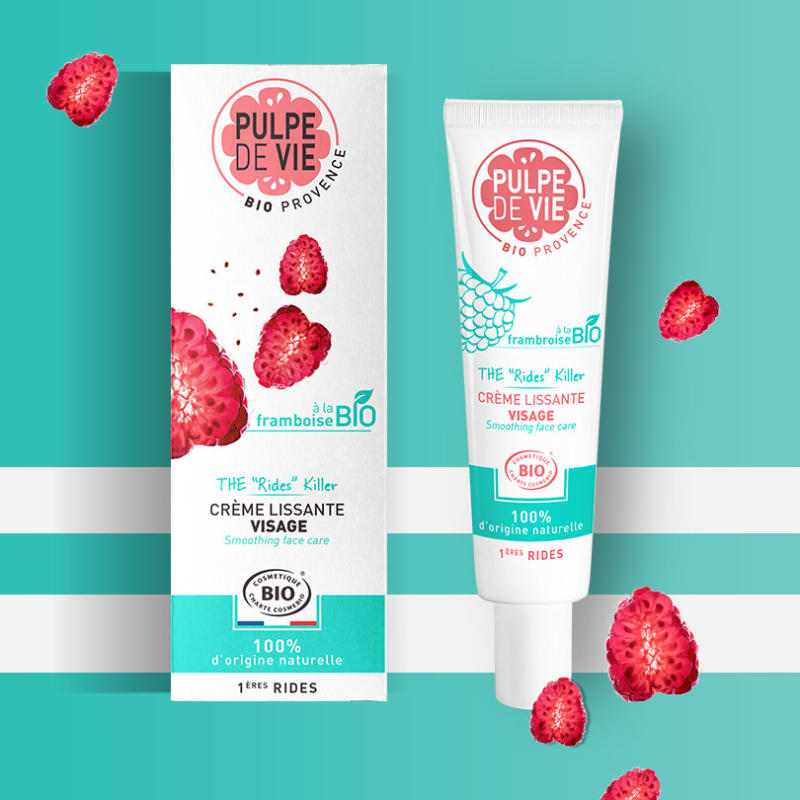 PULPE
DE VIE
BIO PROVENCE
à la
framboise BIO
THE "Rides" Killer
CRÈME LISSANTE
VISAGE
Smoothing face care
COSMETIQUE
BIO
CHARTE COSMEBIO
100%
d'origine naturelle
1ÈRES RIDES
PULPE
DE VIE
BIO PROVENCE
à la
framboise BIO
THE "Rides" Killer
CRÈME LISSANTE
VISAGE
Smoothing face care
COSMETIQUE
BIO
CHARTE COSMEBIO
100%
d'origine naturelle
1ÈRES RIDES